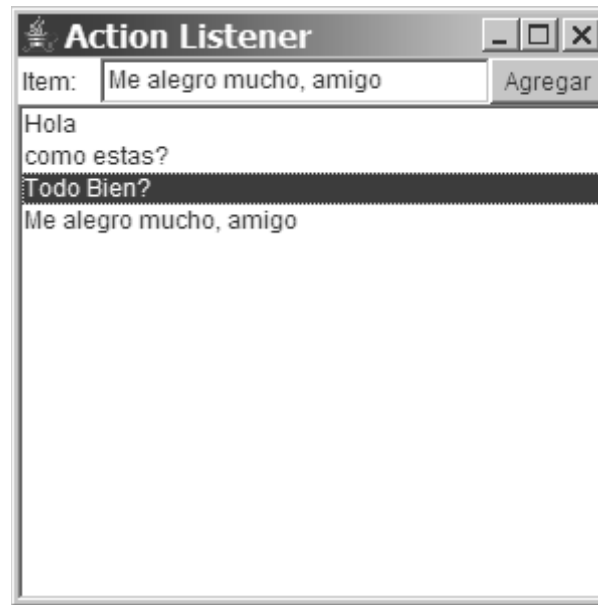 Action Listener
Item: Me alegro mucho, amigo Agregar
Hola
como estas?
Todo Bien?
Me alegro mucho, amigo